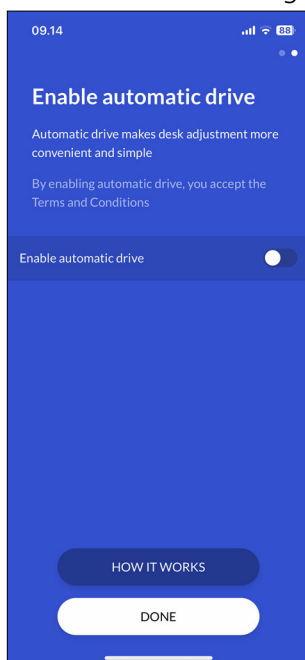 09.14
88
Enable automatic drive
Automatic drive makes desk adjustment more
convenient and simple
By enabling automatic drive, you accept the
Terms and Conditions
Enable automatic drive
HOW IT WORKS
DONE